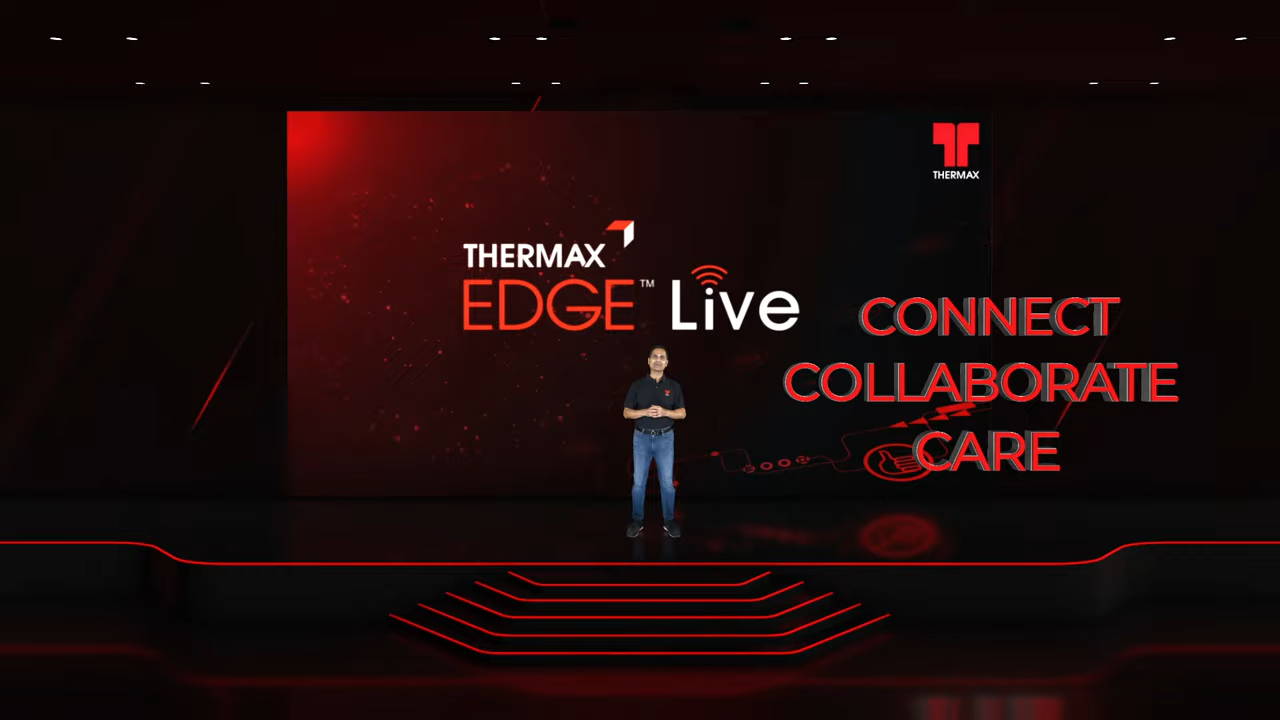 THERMAX
THERMAX
EDGE™ Live
CONNECT
COLLABORATE
CARE